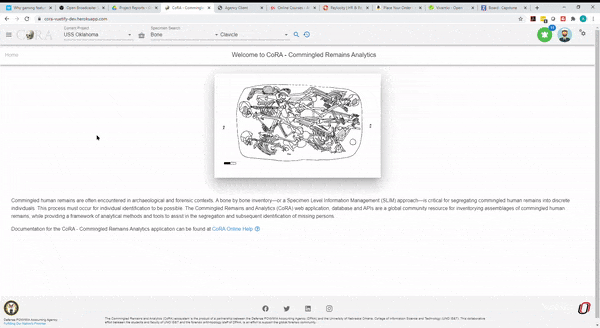 Why gaming Natio
Open Broadcaster
Project Reports - G
CoRA - Commingle
Agency Client
Online Courses -
Place Your Order
cora-vuetify-dev.herokuapp.com
CoRA
Current Project
USS Oklahoma
Specimen Search
Bone
Clavicle
Home
Welcome to CoRA - Commingled Remains Analytics
Commingled human remains are often encountered in archaeological and forensic contexts. A bone by bone inventory—or a Specimen Level Information Management (SLIM) approach—is critical for segregating commingled human remains into discrete
individuals. This process must occur for individual identification to be possible. The Commingled Remains and Analytics (CoRA) web application, database and APIs are a global community resource for inventorying assemblages of commingled human
remains, while providing a framework of analytical methods and tools to assist in the segregation and subsequent identification of missing persons.
Documentation for the CoRA - Commingled Remains Analytics application can be found at CoRA Online Help
Defense POW/MIA Accounting Agency
Fulfilling Our Nation's Promise
The Commingled Remains and Analytics (CoRA) application is the product of a partnership between the Defense POW/MIA Accounting Agency (DPAA) and the University of Nebraska Omaha, College of Information Science and Technology (UNO IS&T). This collaborative
effort between the students and faculty of UNO IS&T and the forensic anthropology staff of DPAA, is an effort to support the global forensic community.